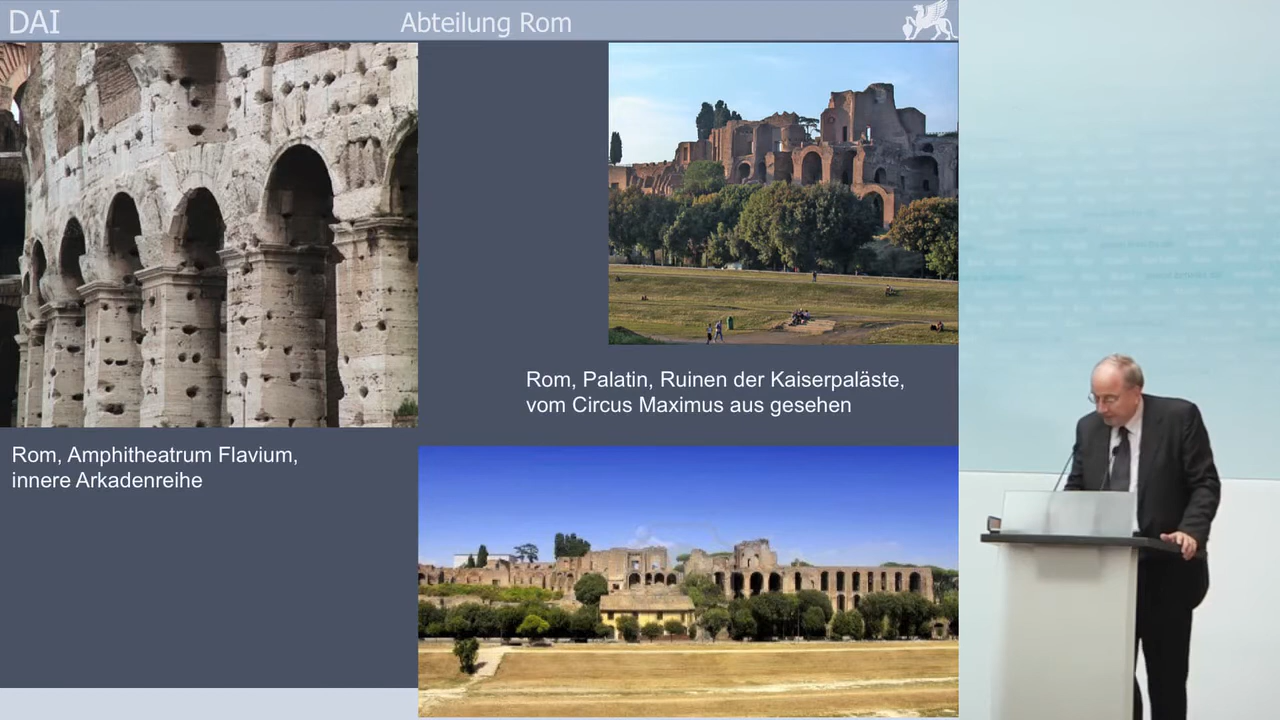 DAI
Abteilung Rom
Rom, Palatin, Ruinen der Kaiserpaläste,
vom Circus Maximus aus gesehen
Rom, Amphitheatrum Flavium,
innere Arkadenreihe